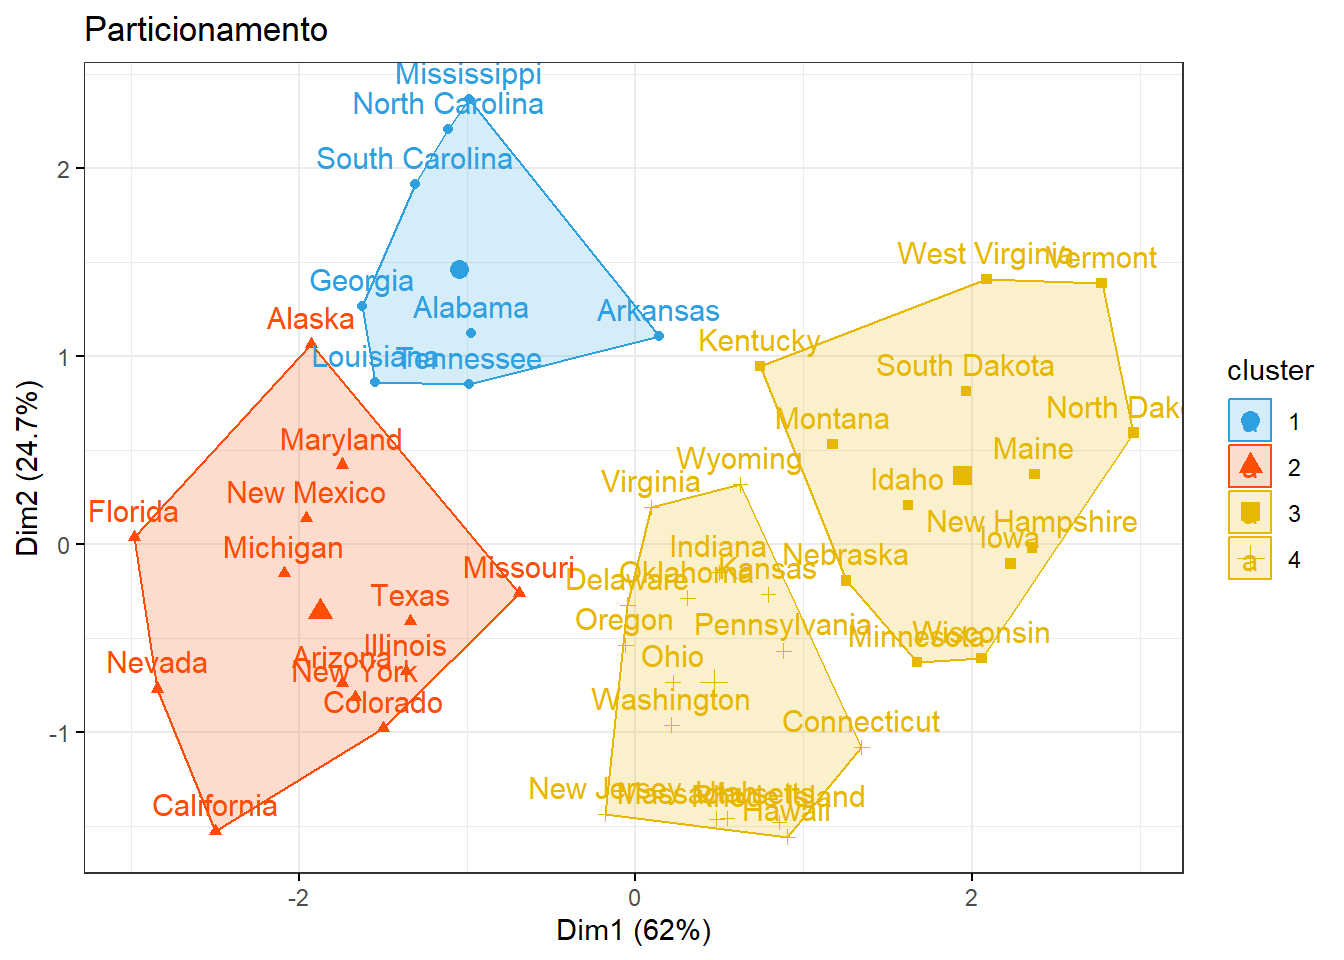 Particionamento
Mississippi
North Carolina
South Carolina
Georgia
Alabama
Arkansas
Alaska
Louisiana
Tennessee
West Virginia
Vermont
Kentucky
South Dakota
North Dak
Montana
Maine
Maryland
Wyoming
Virginia
Idaho
New Mexico
Florida
New Hampshire
Iowa
Michigan
Indiana
Nebraska
Missouri
Delaware
Oklahoma
Kansas
Texas
Oregon
Pennsylvania
Minnesota
Wisconsin
Illinois
Nevada
Arizona
New York
Ohio
Colorado
Washington
Connecticut
California
New Jersey
Massachusetts
Utah
Rhode Island
Hawaii
2
1
0
-1
-2
0
2
Dim1 (62%)
Dim2 (24.7%)
cluster
a 1
a 2
a 3
a 4